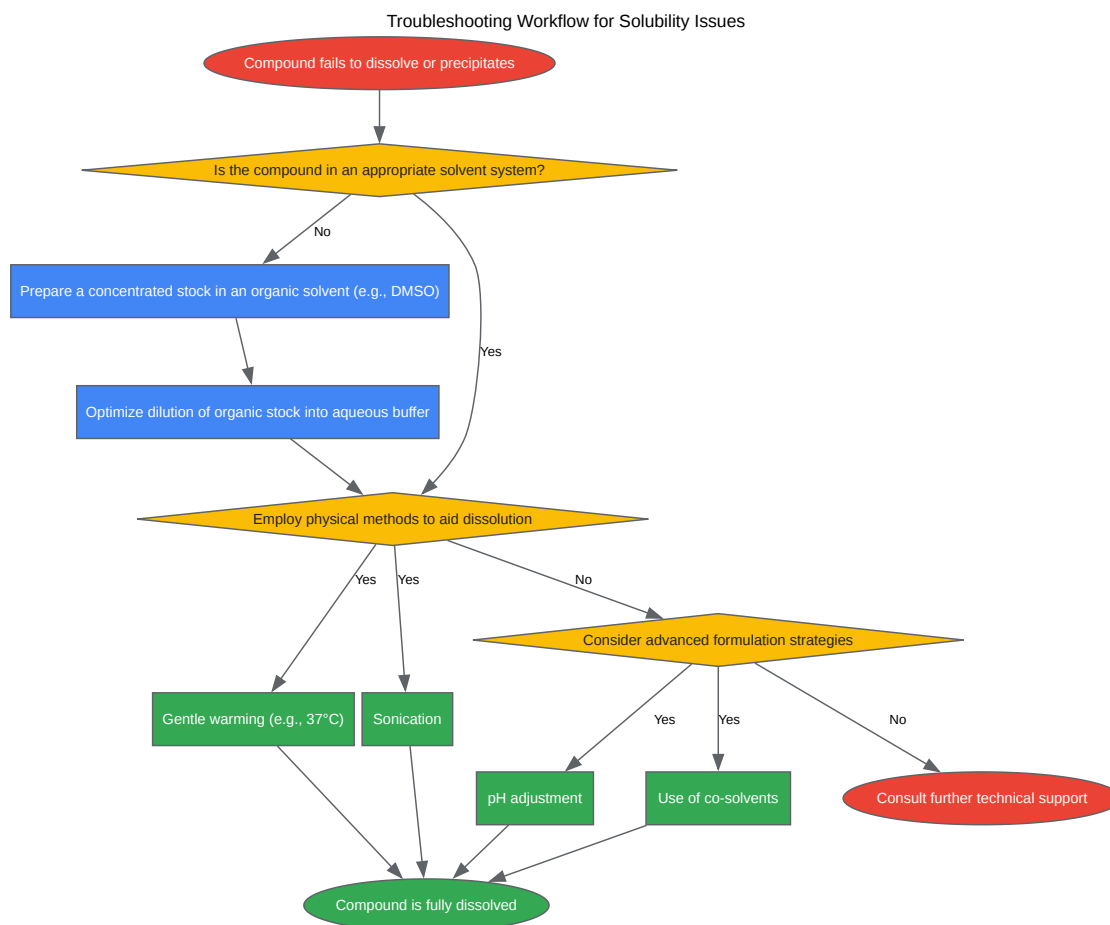 Troubleshooting Workflow for Solubility Issues
Compound fails to dissolve or precipitates
Is the compound in an appropriate solvent system?
No
Prepare a concentrated stock in an organic solvent (e.g., DMSO)
Yes
Optimize dilution of organic stock into aqueous buffer
Employ physical methods to aid dissolution
Yes
Yes
No
Consider advanced formulation strategies
Gentle warming (e.g., 37°C)
Sonication
Yes
Yes
No
pH adjustment
Use of co-solvents
Consult further technical support
Compound is fully dissolved